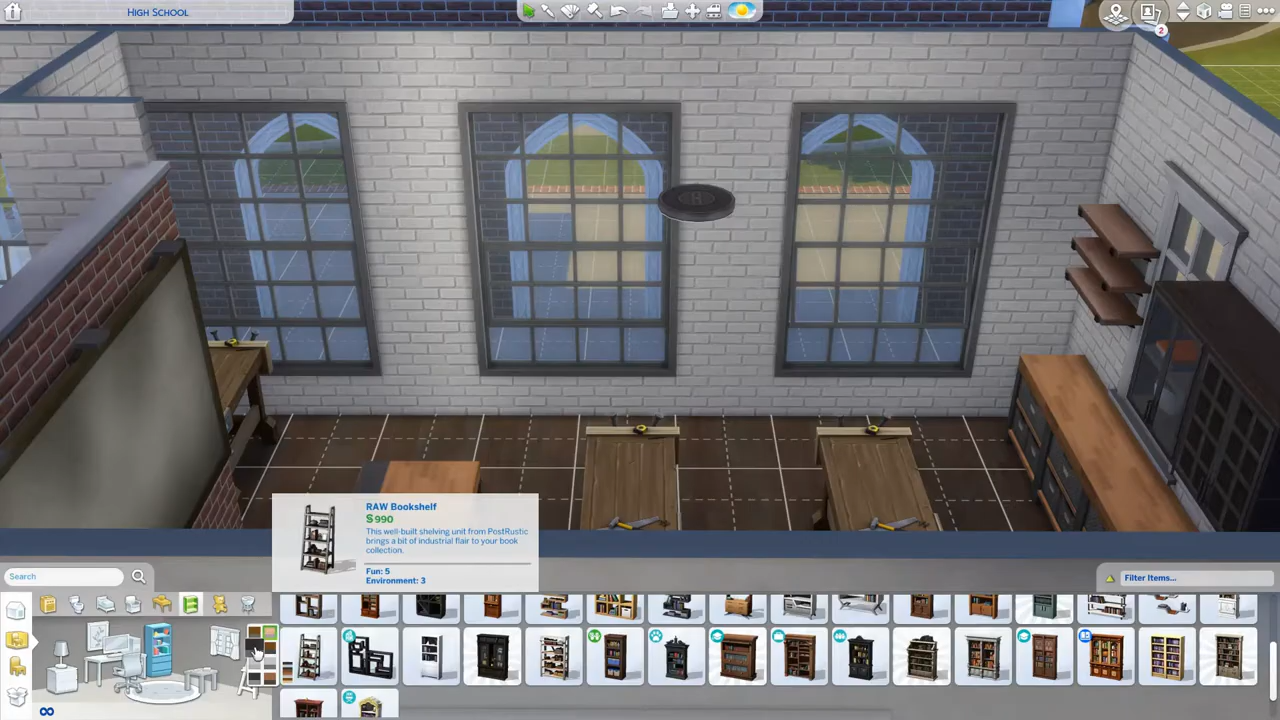 High School
2
RAW Bookshelf
§990
This well-built shelving unit from PostRustic
brings a bit of industrial flair to your book
collection.
Fun: 5
Environment: 3
Search
Filter Items...